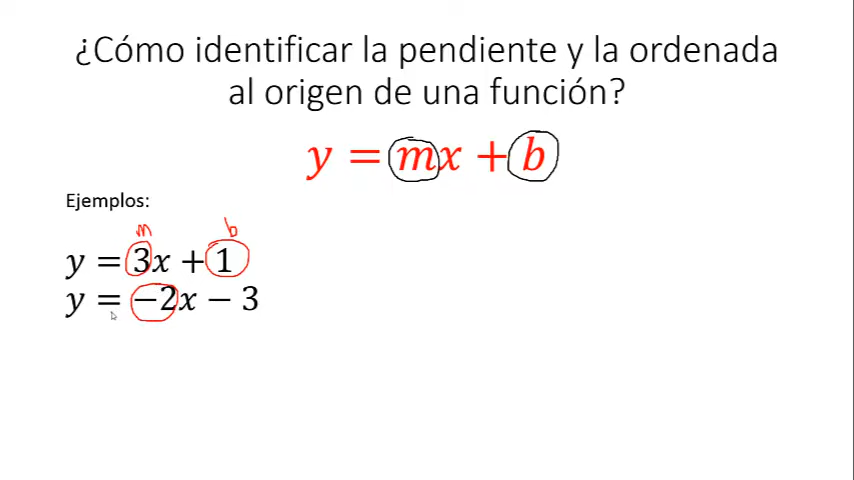 ¿Cómo identificar la pendiente y la ordenada
al origen de una función?
y = mx + b
Ejemplos:
m b
y = 3x + 1
y = −2x − 3